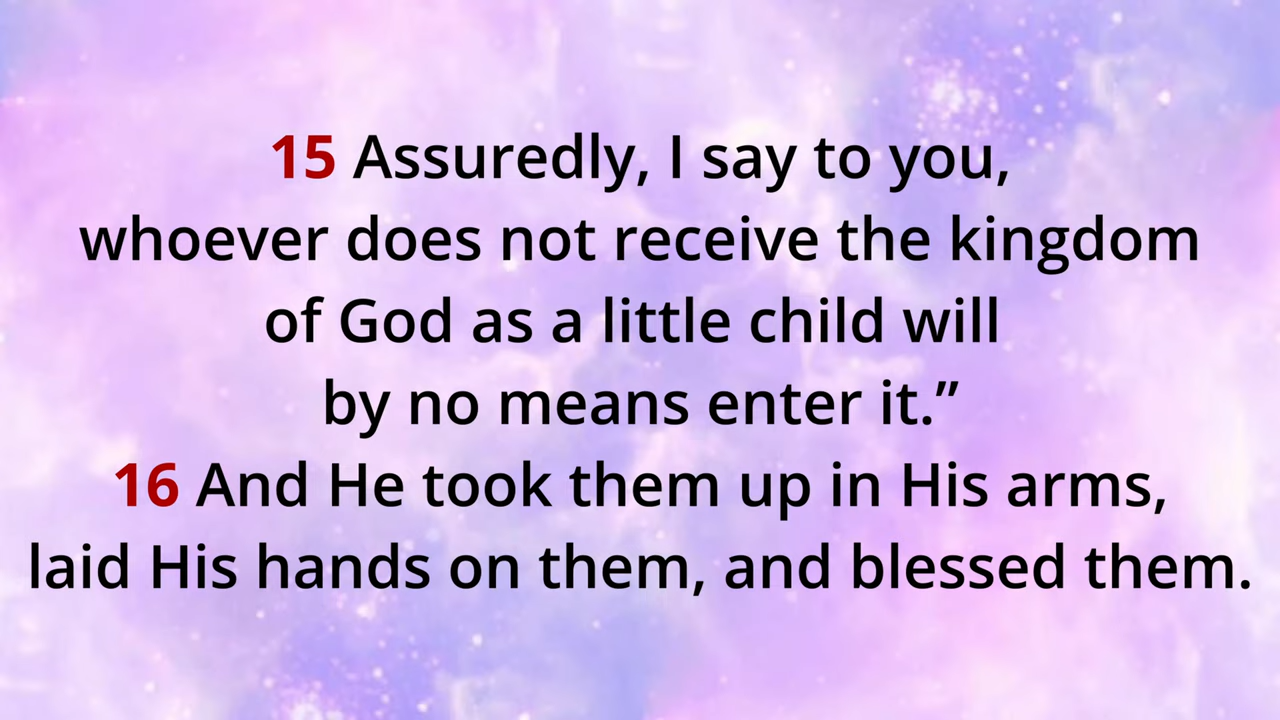 15 Assuredly, I say to you,
whoever does not receive the kingdom
of God as a little child will
by no means enter it.”
16 And He took them up in His arms,
laid His hands on them, and blessed them.